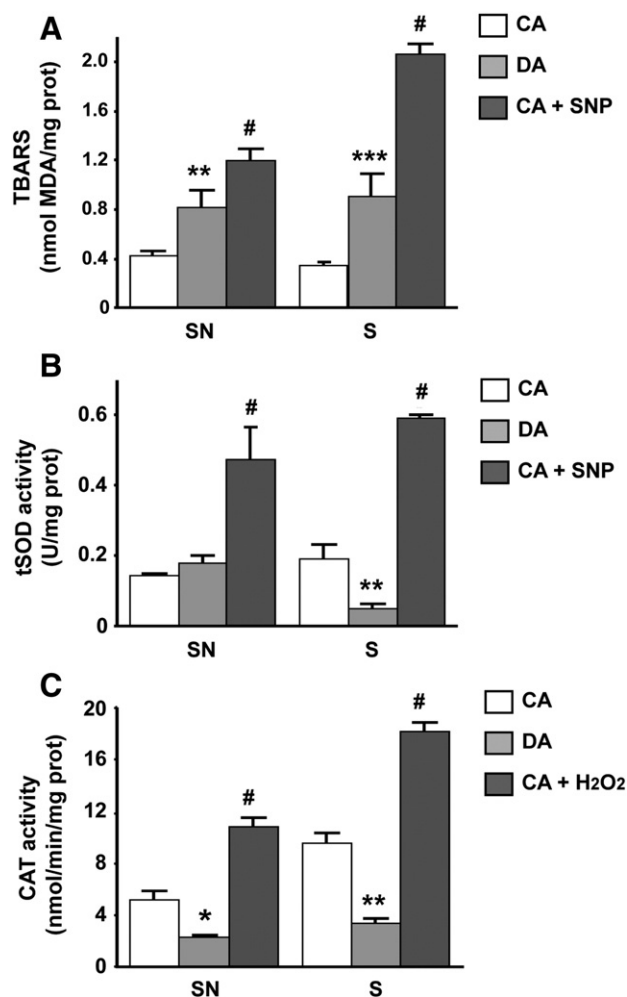 A
CA
DA
CA + SNP
TBARS
(nmol MDA/mg prot)
2.0
1.6
1.2
0.8
0.4
0
**
#
***
#
SN
S
B
CA
DA
CA + SNP
tSOD activity
(U/mg prot)
0.6
0.4
0.2
0
#
**
#
SN
S
C
CA
DA
CA + H₂O₂
CAT activity
(nmol/min/mg prot)
20
16
12
8
4
0
*
#
**
#
SN
S